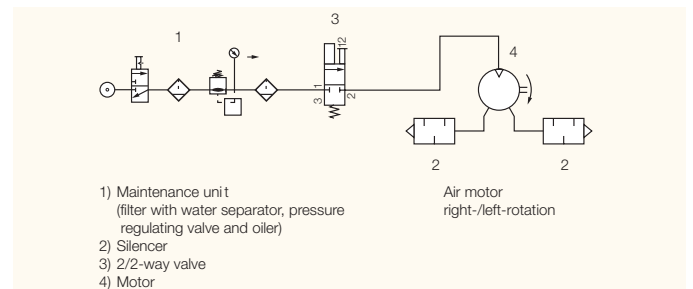 3
1
12
4
1
3
2
2
2
1) Maintenance unit
(filter with water separator, pressure
regulating valve and oiler)
2) Silencer
3) 2/2-way valve
4) Motor
Air motor
right-/left-rotation